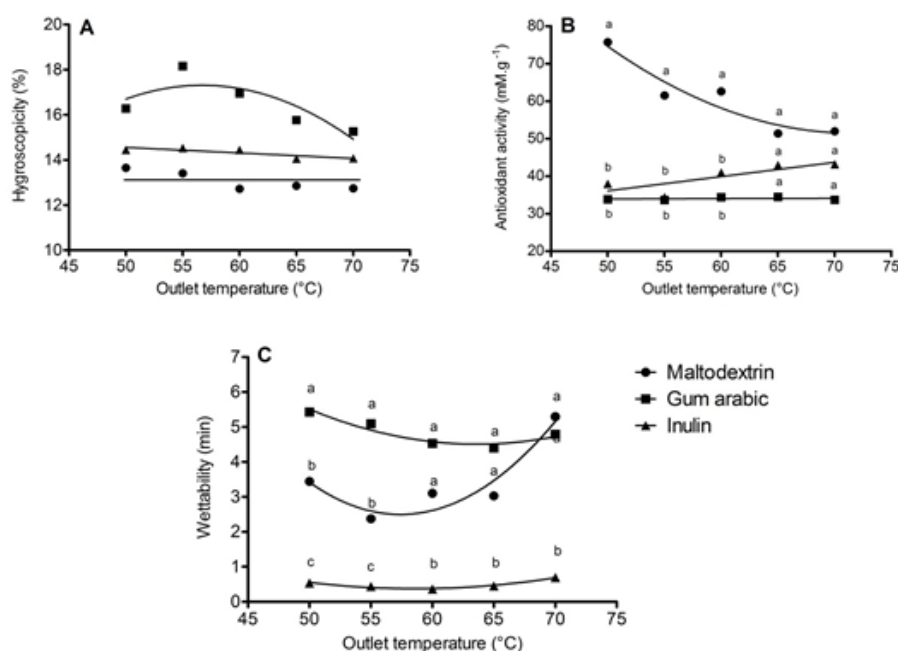 A
Hygroscopicity (%)
18
16
14
12
10
45 50 55 60 65 70 75
Outlet temperature (°C)
B
Antioxidant activity (mM.g⁻¹)
80
70
60
50
40
30
20
a a a a a
b b b a a
b b b a a
45 50 55 60 65 70 75
Outlet temperature (°C)
C
Wettability (min)
7
6
5
4
3
2
1
0
a a a a a
b b a a
c c b b b
45 50 55 60 65 70 75
Outlet temperature (°C)
Maltodextrin
Gum arabic
Inulin